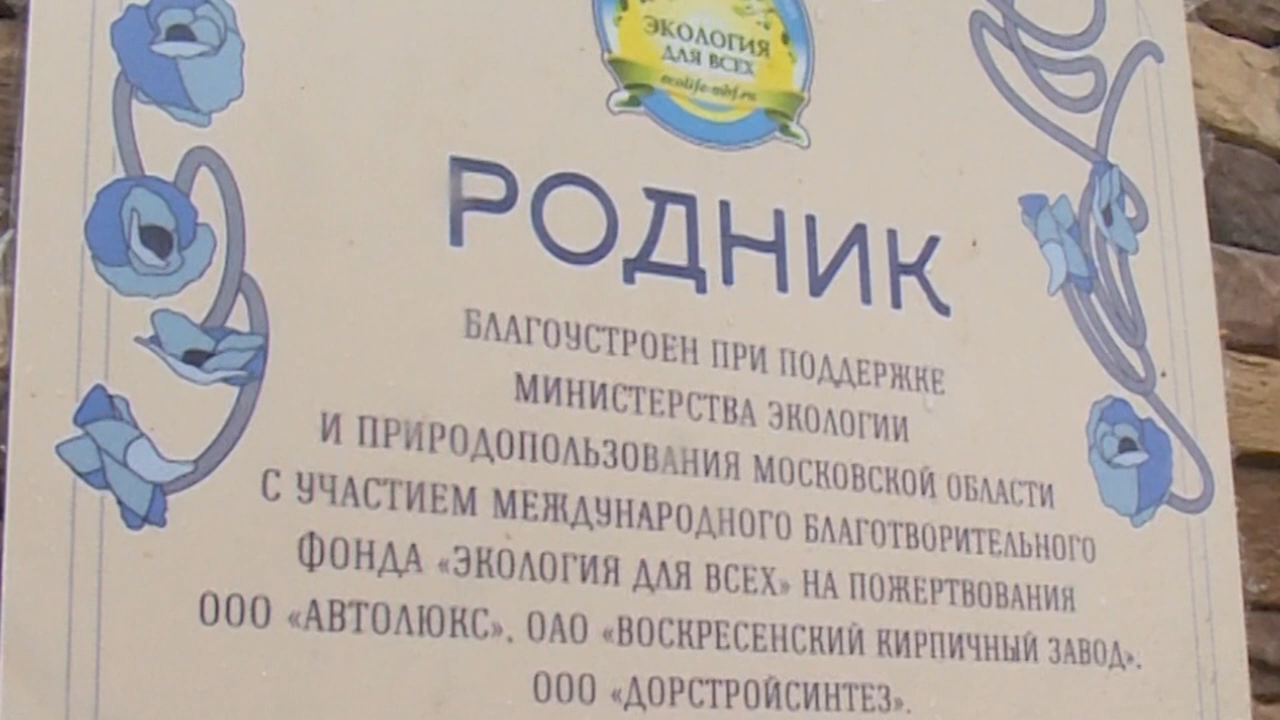 ЭКОЛОГИЯ
ДЛЯ ВСЕХ
ecolife-mbf.ru
РОДНИК
БЛАГОУСТРОЕН ПРИ ПОДДЕРЖКЕ
МИНИСТЕРСТВА ЭКОЛОГИИ
И ПРИРОДОПОЛЬЗОВАНИЯ МОСКОВСКОЙ ОБЛАСТИ
С УЧАСТИЕМ МЕЖДУНАРОДНОГО БЛАГОТВОРИТЕЛЬНОГО
ФОНДА «ЭКОЛОГИЯ ДЛЯ ВСЕХ» НА ПОЖЕРТВОВАНИЯ
ООО «АВТОЛЮКС», ОАО «ВОСКРЕСЕНСКИЙ КИРПИЧНЫЙ ЗАВОД»,
ООО «ДОРСТРОЙСИНТЕЗ».